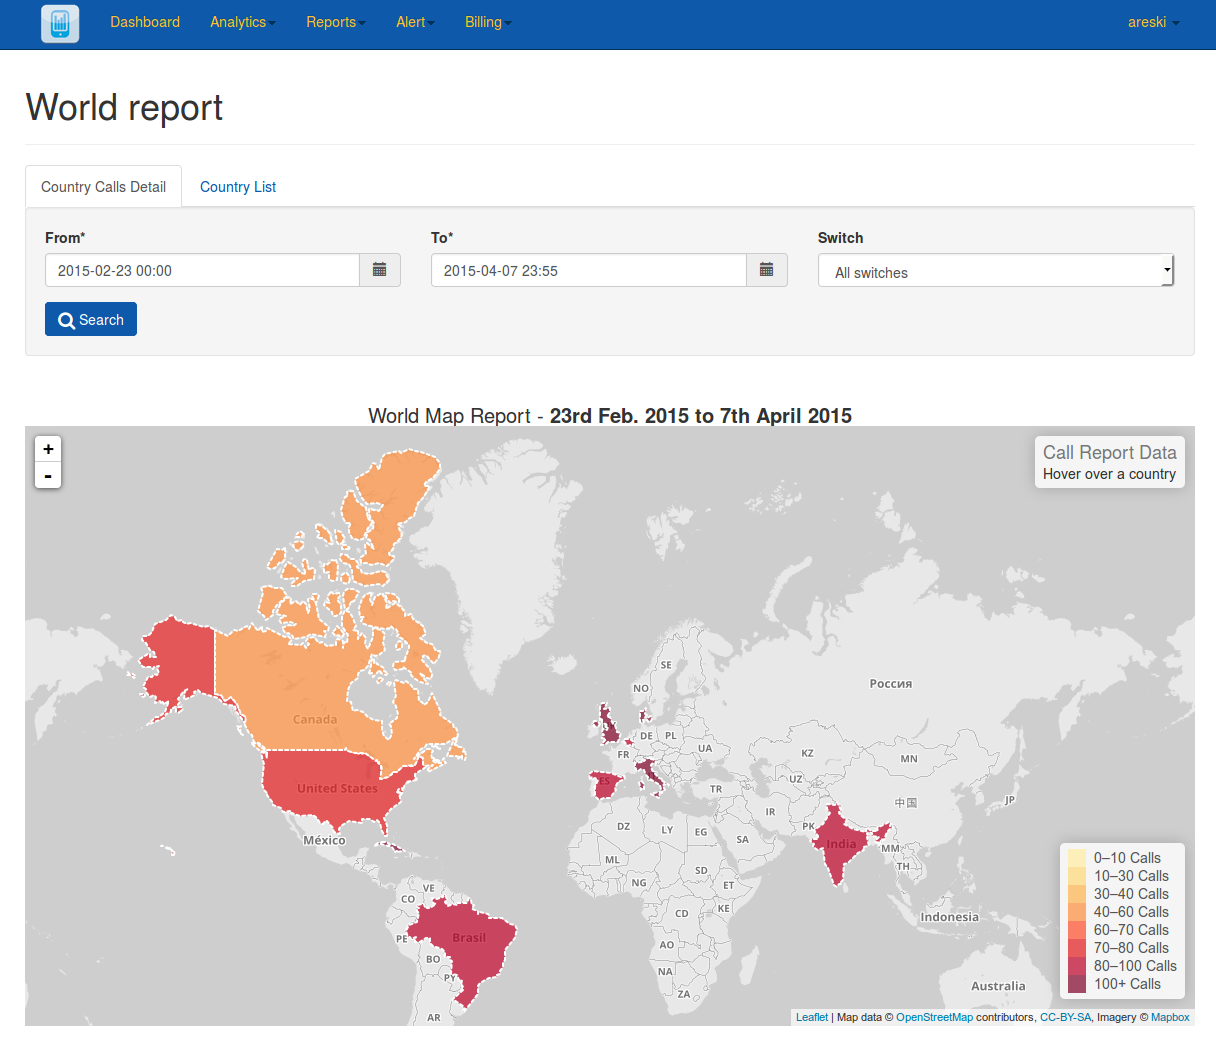 Dashboard Analytics Reports Alert Billing areski
World report
Country Calls Detail Country List
From* To* Switch
2015-02-23 00:00 2015-04-07 23:55 All switches
Search
World Map Report - 23rd Feb. 2015 to 7th April 2015
+
-
Call Report Data
Hover over a country
SE
Россия
NO
Canada
DE PL
FR UA KZ MN
ES UZ
United States TR 中国 JP
IR
México DZ LY EG SA PK India
MM
ML SD TH
VE NG ET
CO KE
CD Indonesia
PE Brasil
AO
BO
NA
PY Australia
ZA
AR
0–10 Calls
10–30 Calls
30–40 Calls
40–60 Calls
60–70 Calls
70–80 Calls
80–100 Calls
100+ Calls
Leaflet | Map data © OpenStreetMap contributors, CC-BY-SA, Imagery © Mapbox